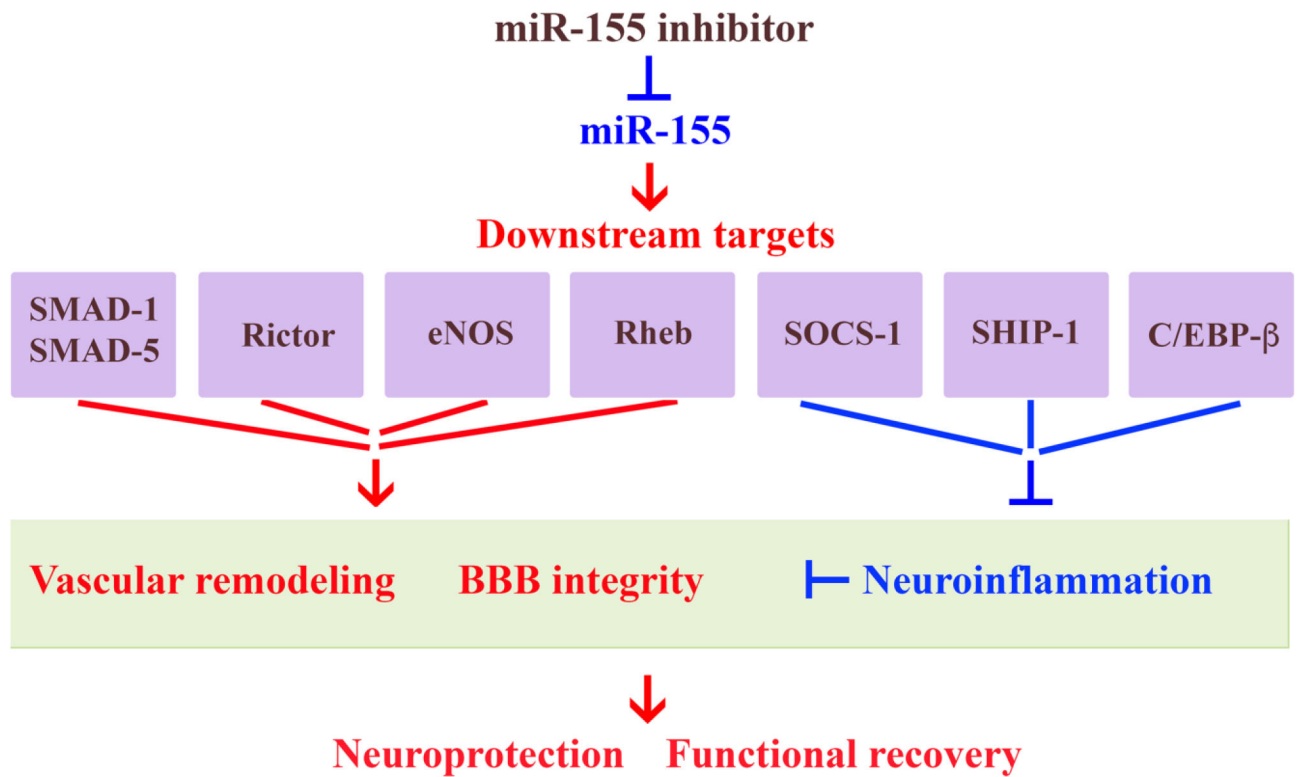 miR-155 inhibitor
miR-155
Downstream targets
SMAD-1
SMAD-5
Rictor
eNOS
Rheb
SOCS-1
SHIP-1
C/EBP-β
Vascular remodeling
BBB integrity
Neuroinflammation
Neuroprotection
Functional recovery